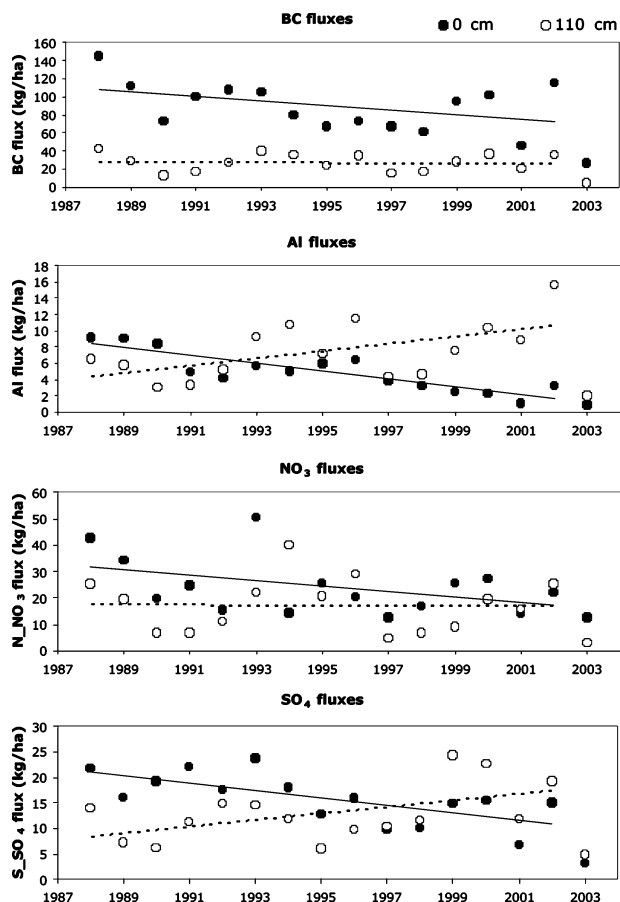 BC fluxes
0 cm 110 cm
BC flux (kg/ha)
160
140
120
100
80
60
40
20
0
1987 1989 1991 1993 1995 1997 1999 2001 2003
Al fluxes
Al flux (kg/ha)
18
16
14
12
10
8
6
4
2
0
1987 1989 1991 1993 1995 1997 1999 2001 2003
NO₃ fluxes
N_NO₃ flux (kg/ha)
60
50
40
30
20
10
0
1987 1989 1991 1993 1995 1997 1999 2001 2003
SO₄ fluxes
S_SO₄ flux (kg/ha)
30
25
20
15
10
5
0
1987 1989 1991 1993 1995 1997 1999 2001 2003